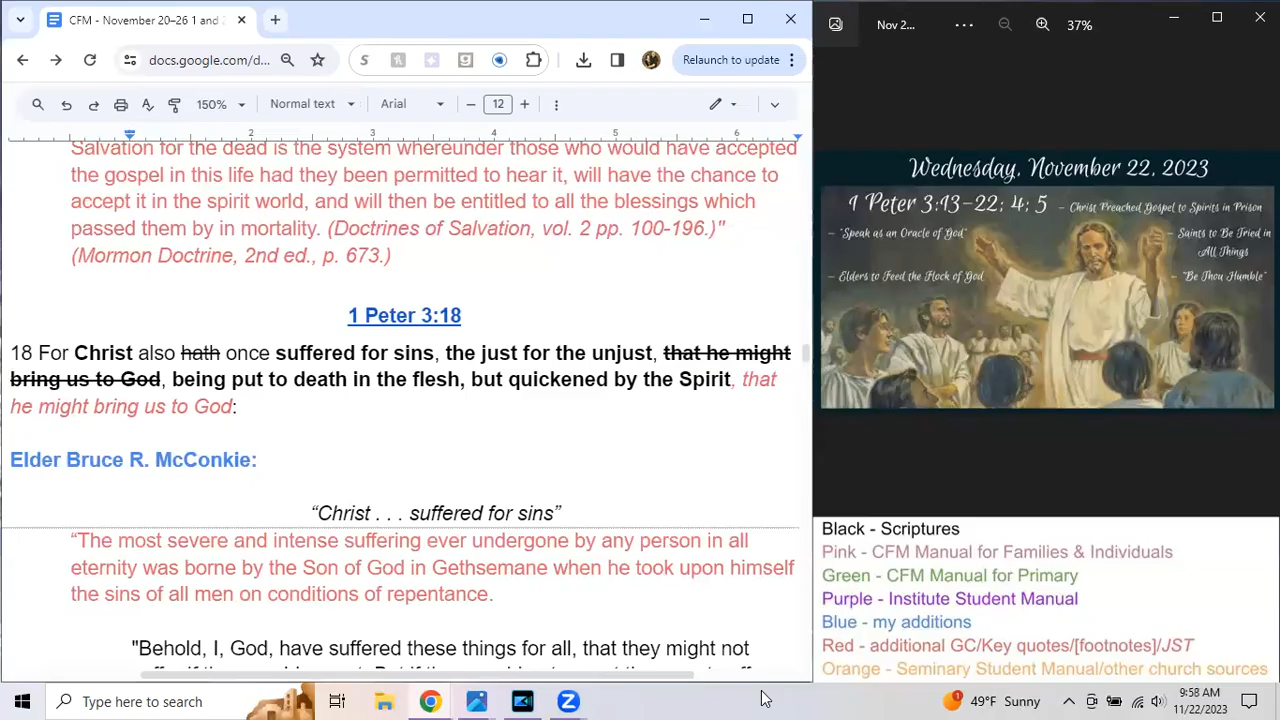 CFM - November 20–26 1 and 2
Nov 2...
37%
docs.google.com/d...
Relaunch to update
150%
Normal text
Arial
12
2
3
4
5
6
Salvation for the dead is the system whereunder those who would have accepted
the gospel in this life had they been permitted to hear it, will have the chance to
accept it in the spirit world, and will then be entitled to all the blessings which
passed them by in mortality. (Doctrines of Salvation, vol. 2 pp. 100-196.)"
(Mormon Doctrine, 2nd ed., p. 673.)
1 Peter 3:18
18 For Christ also hath once suffered for sins, the just for the unjust, that he might
bring us to God, being put to death in the flesh, but quickened by the Spirit, that
he might bring us to God:
Elder Bruce R. McConkie:
“Christ . . . suffered for sins”
“The most severe and intense suffering ever undergone by any person in all
eternity was borne by the Son of God in Gethsemane when he took upon himself
the sins of all men on conditions of repentance.
"Behold, I, God, have suffered these things for all, that they might not
Wednesday, November 22, 2023
1 Peter 3:13-22; 4; 5
- Christ Preached Gospel to Spirits in Prison
- "Speak as an Oracle of God"
- Saints to Be Tried in
All Things
- Elders to Feed the Flock of God
- "Be Thou Humble"
Black - Scriptures
Pink - CFM Manual for Families & Individuals
Green - CFM Manual for Primary
Purple - Institute Student Manual
Blue - my additions
Red - additional GC/Key quotes/[footnotes]/JST
Orange - Seminary Student Manual/other church sources
Type here to search
1
49°F Sunny
9:58 AM
11/22/2023